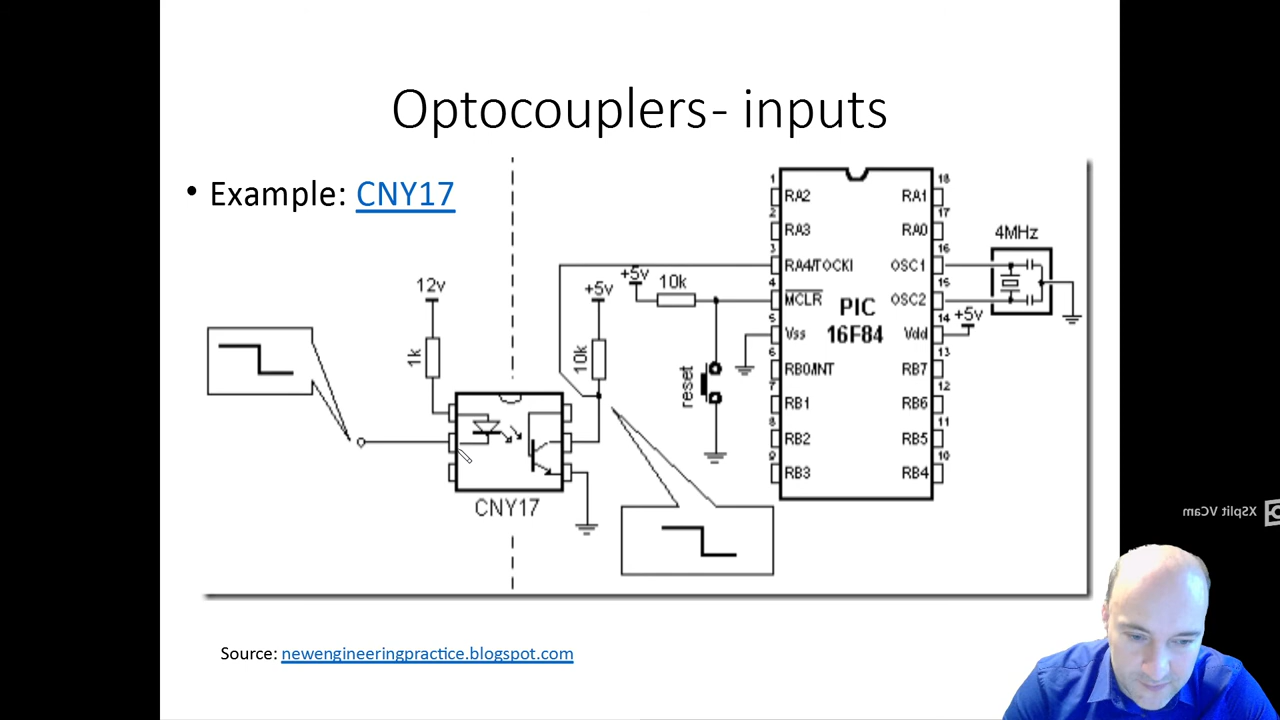 Optocouplers- inputs
• Example: CNY17
12v
1k
CNY17
+5v
10k
+5v
10k
reset
1
2
3
4
5
6
7
8
9
RA2
RA3
RA4/TOCKI
MCLR
Vss
RB0/INT
RB1
RB2
RB3
PIC
16F84
RA1
RA0
OSC1
OSC2
Vdd
RB7
RB6
RB5
RB4
18
17
16
15
14
13
12
11
10
4MHz
+5v
XSplit VCam
Source: newengineeringpractice.blogspot.com